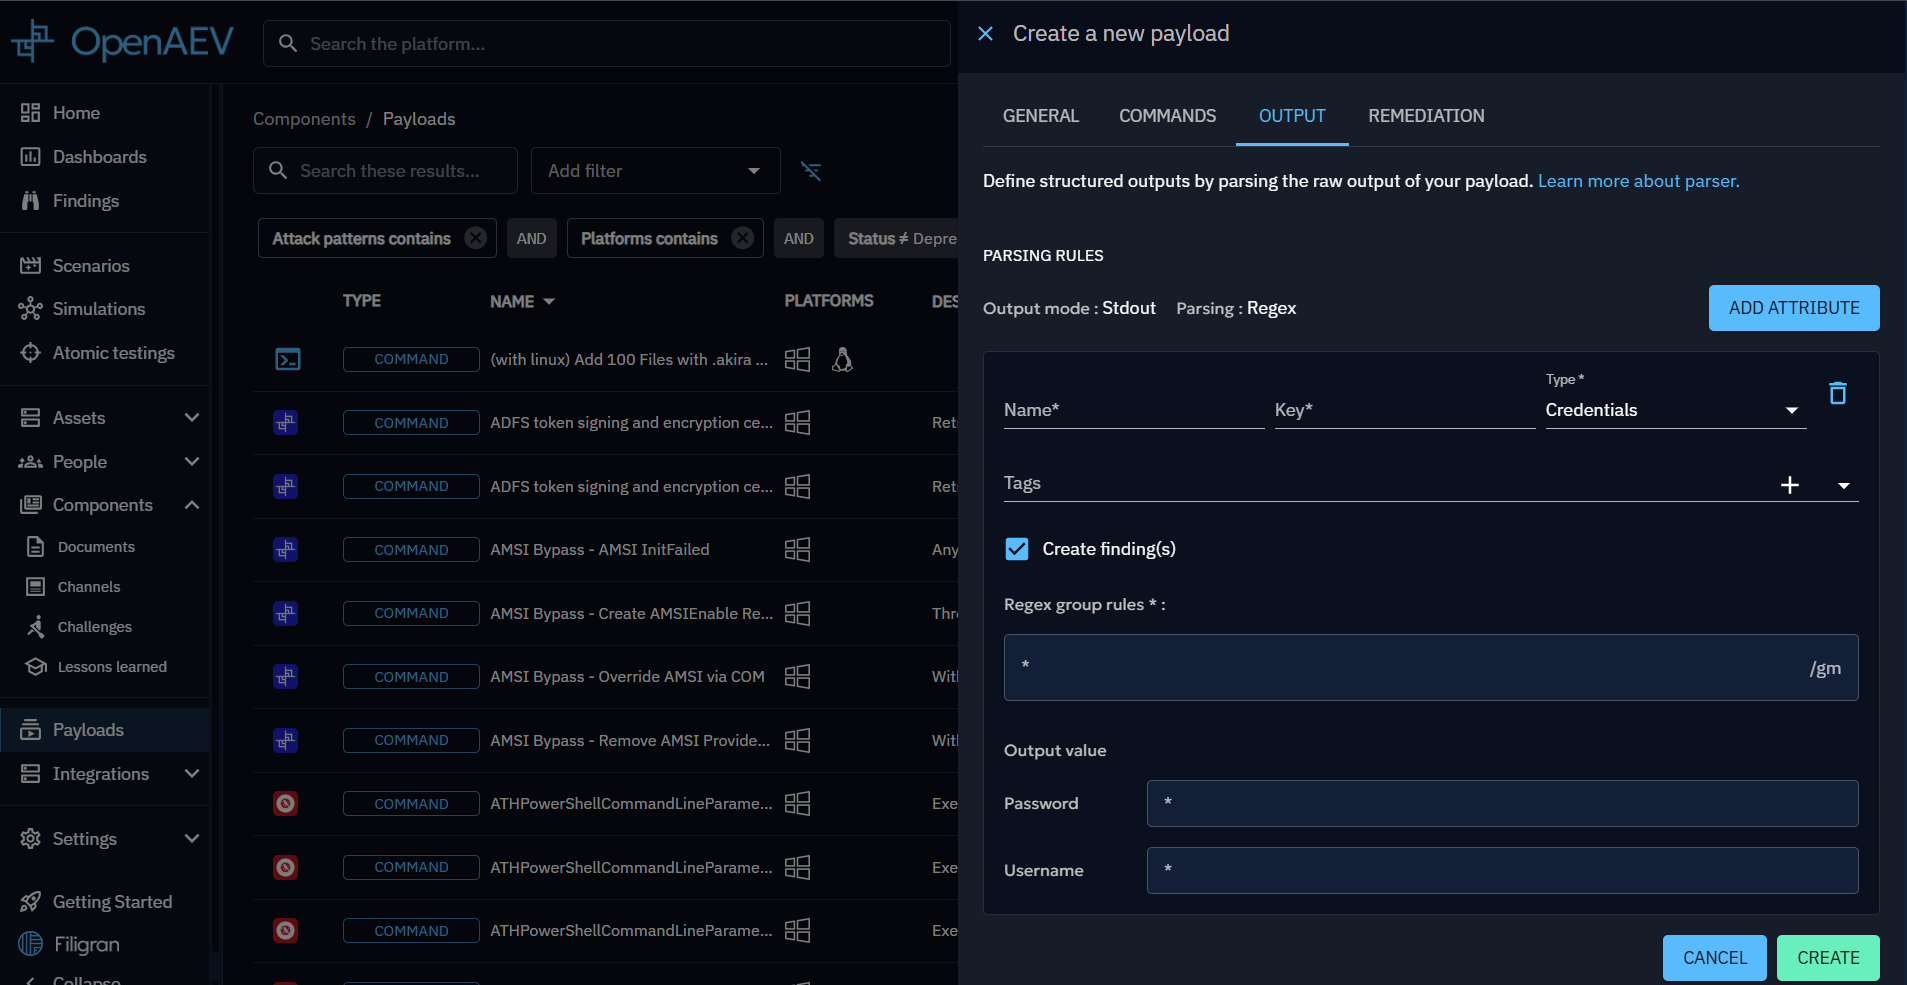 OpenAEV
Search the platform...
Home
Dashboards
Findings
Scenarios
Simulations
Atomic testings
Assets
People
Components
Documents
Channels
Challenges
Lessons learned
Payloads
Integrations
Settings
Getting Started
Filigran
Collapse
Components / Payloads
Search these results...
Add filter
Attack patterns contains AND Platforms contains AND Status ≠ Depre
TYPE NAME PLATFORMS DES
COMMAND (with linux) Add 100 Files with .akira ...
COMMAND ADFS token signing and encryption ce... Ret
COMMAND ADFS token signing and encryption ce... Ret
COMMAND AMSI Bypass - AMSI InitFailed Any
COMMAND AMSI Bypass - Create AMSIEnable Re... Thr
COMMAND AMSI Bypass - Override AMSI via COM Wit
COMMAND AMSI Bypass - Remove AMSI Provide... Wit
COMMAND ATHPowerShellCommandLineParame... Exe
COMMAND ATHPowerShellCommandLineParame... Exe
COMMAND ATHPowerShellCommandLineParame... Exe
Create a new payload
GENERAL COMMANDS OUTPUT REMEDIATION
Define structured outputs by parsing the raw output of your payload. Learn more about parser.
PARSING RULES
Output mode : Stdout Parsing : Regex
ADD ATTRIBUTE
Type *
Name* Key* Credentials
Tags
Create finding(s)
Regex group rules * :
* /gm
Output value
Password *
Username *
CANCEL CREATE